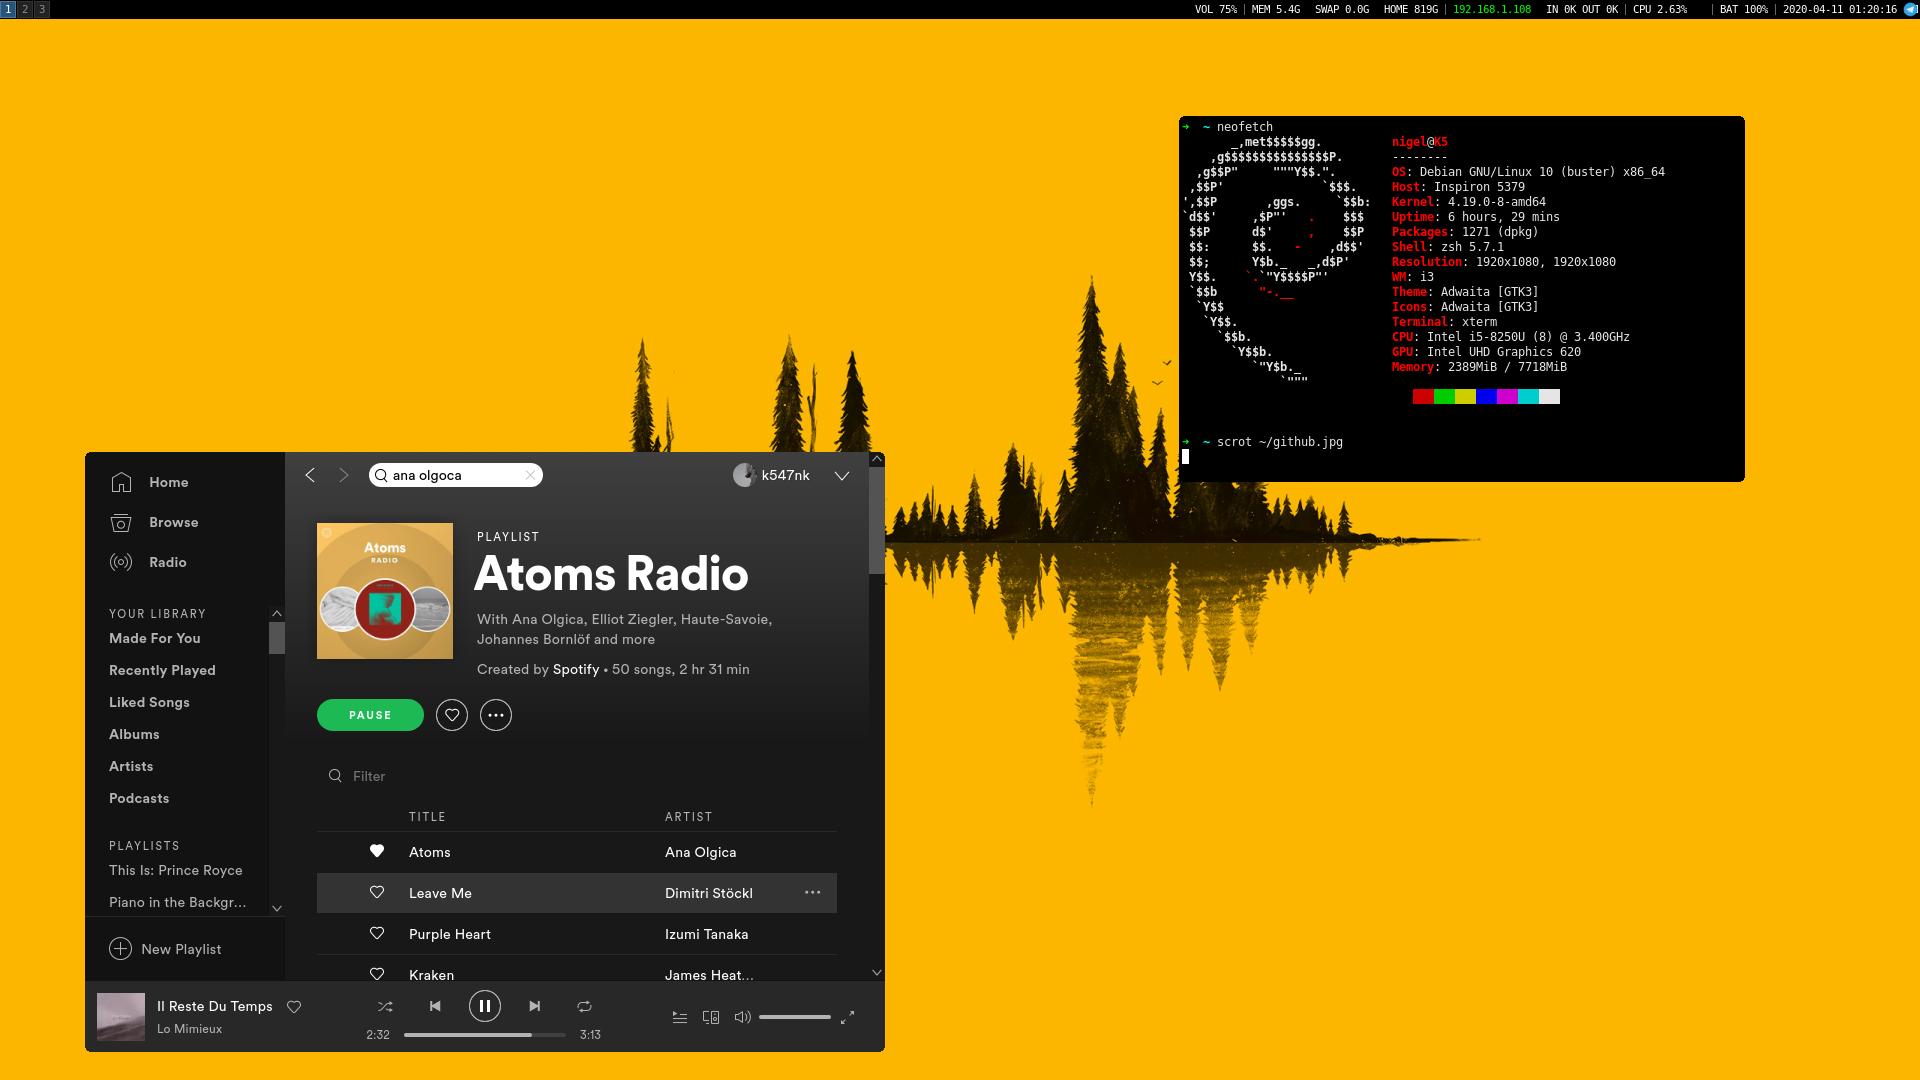 1 2 3
VOL 75% MEM 5.4G SWAP 0.0G HOME 819G 192.168.1.108 IN 0K OUT 0K CPU 2.63% BAT 100% 2020-04-11 01:20:16
➜ ~ neofetch
_,met$$$$$gg.
,g$$$$$$$$$$$$$$$P.
,g$$P"     """Y$$.".
,$$P'              `$$$.
',$$P       ,ggs.     `$$b:
`d$$'     ,$P"'   .    $$$
$$P      d$'     ,    $$P
$$:      $$.   -    ,d$$'
$$;      Y$b._   _,d$P'
Y$$.    `.`"Y$$$$P"'
`$$b      "-.__
`Y$$
`Y$$.
`$$b.
`Y$$b.
`"Y$b._
`"""
nigel@K5
--------
OS: Debian GNU/Linux 10 (buster) x86_64
Host: Inspiron 5379
Kernel: 4.19.0-8-amd64
Uptime: 6 hours, 29 mins
Packages: 1271 (dpkg)
Shell: zsh 5.7.1
Resolution: 1920x1080, 1920x1080
WM: i3
Theme: Adwaita [GTK3]
Icons: Adwaita [GTK3]
Terminal: xterm
CPU: Intel i5-8250U (8) @ 3.400GHz
GPU: Intel UHD Graphics 620
Memory: 2389MiB / 7718MiB
➜ ~ scrot ~/github.jpg
Home
Browse
Radio
YOUR LIBRARY
Made For You
Recently Played
Liked Songs
Albums
Artists
Podcasts
PLAYLISTS
This Is: Prince Royce
Piano in the Backgr...
New Playlist
ana olgoca
k547nk
Atoms
RADIO
PLAYLIST
Atoms Radio
With Ana Olgica, Elliot Ziegler, Haute-Savoie,
Johannes Bornlöf and more
Created by Spotify • 50 songs, 2 hr 31 min
PAUSE
Filter
TITLE ARTIST
Atoms Ana Olgica
Leave Me Dimitri Stöckl
Purple Heart Izumi Tanaka
Kraken James Heat...
Il Reste Du Temps
Lo Mimieux
2:32 3:13